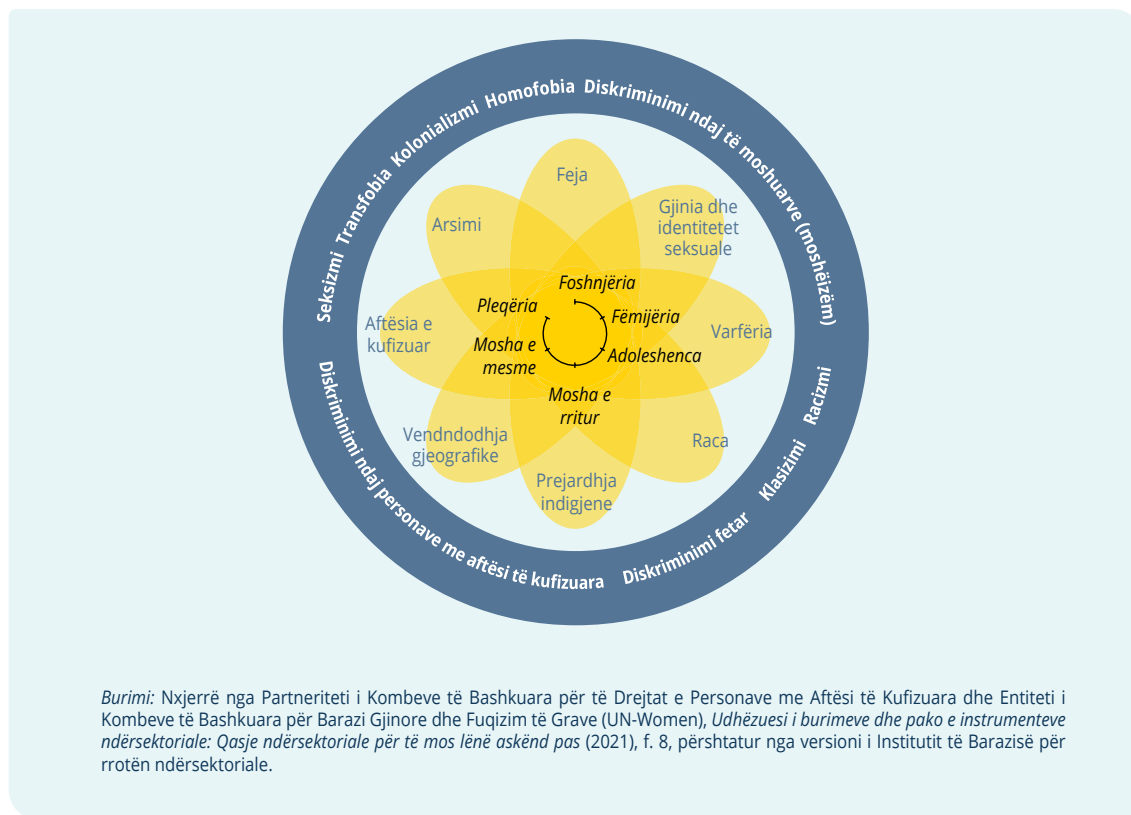 Seksizmi Transfobia Kolonializmi Homofobia Diskriminimi ndaj të moshuarve (moshëizëm)
Racizmi
Klasizimi
Diskriminimi fetar
Diskriminimi ndaj personave me aftësi të kufizuara
Feja
Gjinia dhe
identitetet
seksuale
Varfëria
Raca
Prejardhja
indigjene
Vendndodhja
gjeografike
Aftësia e
kufizuar
Arsimi
Foshnjëria
Fëmijëria
Adoleshenca
Mosha e
rritur
Mosha e
mesme
Pleqëria
Burimi: Nxjerrë nga Partneriteti i Kombeve të Bashkuara për të Drejtat e Personave me Aftësi të Kufizuara dhe Entiteti i
Kombeve të Bashkuara për Barazi Gjinore dhe Fuqizim të Grave (UN-Women), Udhëzuesi i burimeve dhe pako e instrumenteve
ndërsektoriale: Qasje ndërsektoriale për të mos lënë askënd pas (2021), f. 8, përshtatur nga versioni i Institutit të Barazisë për
rrotën ndërsektoriale.